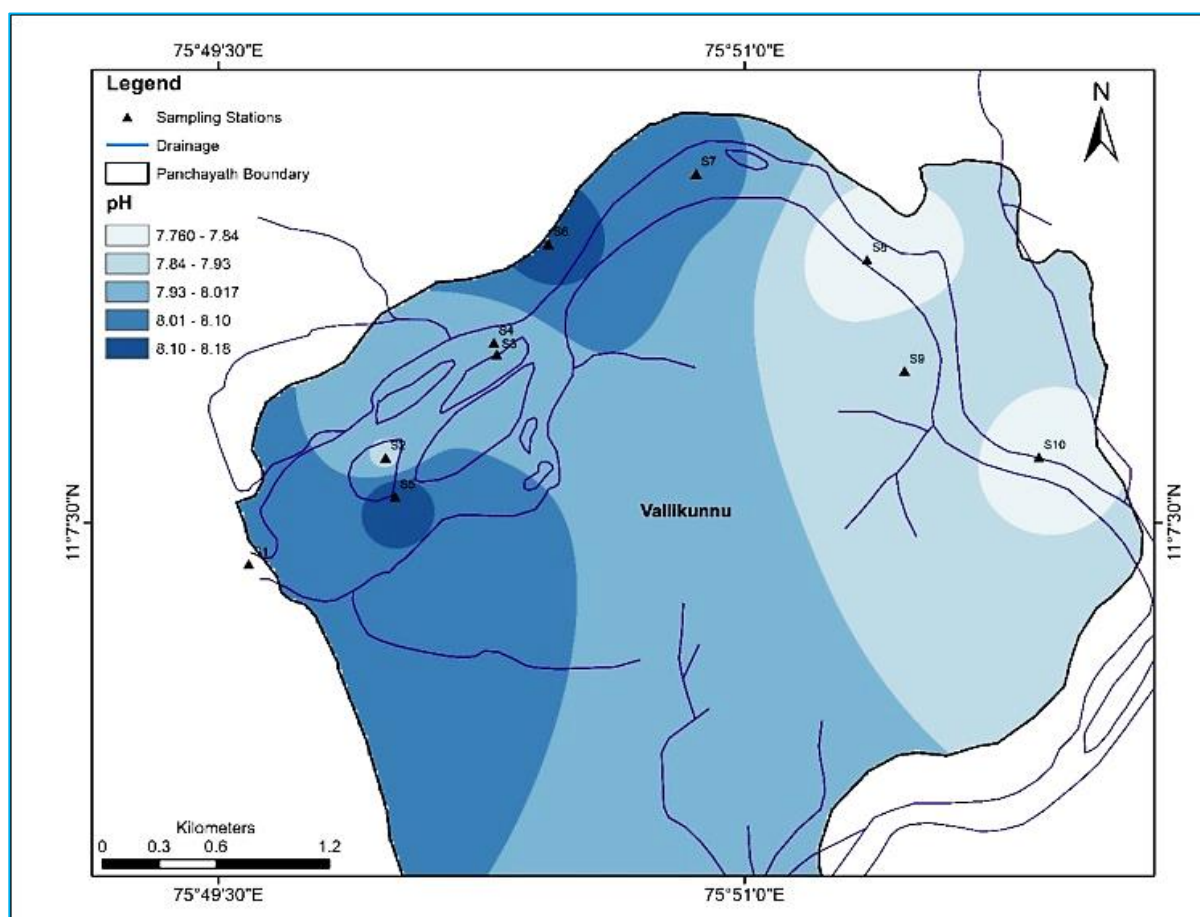 75°49'30"E
75°51'0"E
Legend
Sampling Stations
Drainage
Panchayath Boundary
pH
7.760 - 7.84
7.84 - 7.93
7.93 - 8.017
8.01 - 8.10
8.10 - 8.18
N
S7
S6
S8
S4
S3
S9
S2
S10
S5
Vallikunnu
11°7'30"N
11°7'30"N
Kilometers
0 0.3 0.6 1.2
75°49'30"E
75°51'0"E